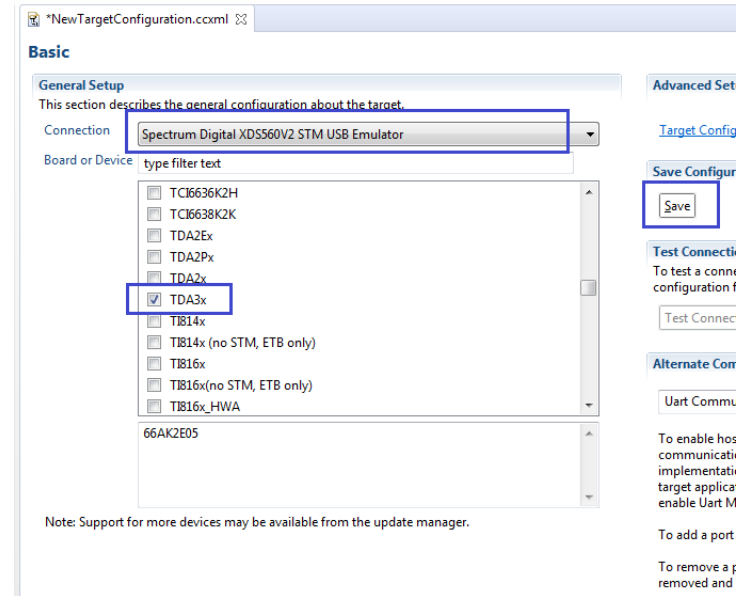 *NewTargetConfiguration.ccxml
Basic
General Setup
This section describes the general configuration about the target.
Connection
Spectrum Digital XDS560V2 STM USB Emulator
Board or Device
type filter text
TCI6636K2H
TCI6638K2K
TDA2Ex
TDA2Px
TDA2x
TDA3x
TI814x
TI814x (no STM, ETB only)
TI816x
TI816x(no STM, ETB only)
TI816x_HWA
66AK2E05
Note: Support for more devices may be available from the update manager.
Advanced Set
Target Config
Save Configur
Save
Test Connecti
To test a conne
configuration f
Test Connec
Alternate Com
Uart Commu
To enable hos
communicati
implementati
target applica
enable Uart M
To add a port
To remove a p
removed and